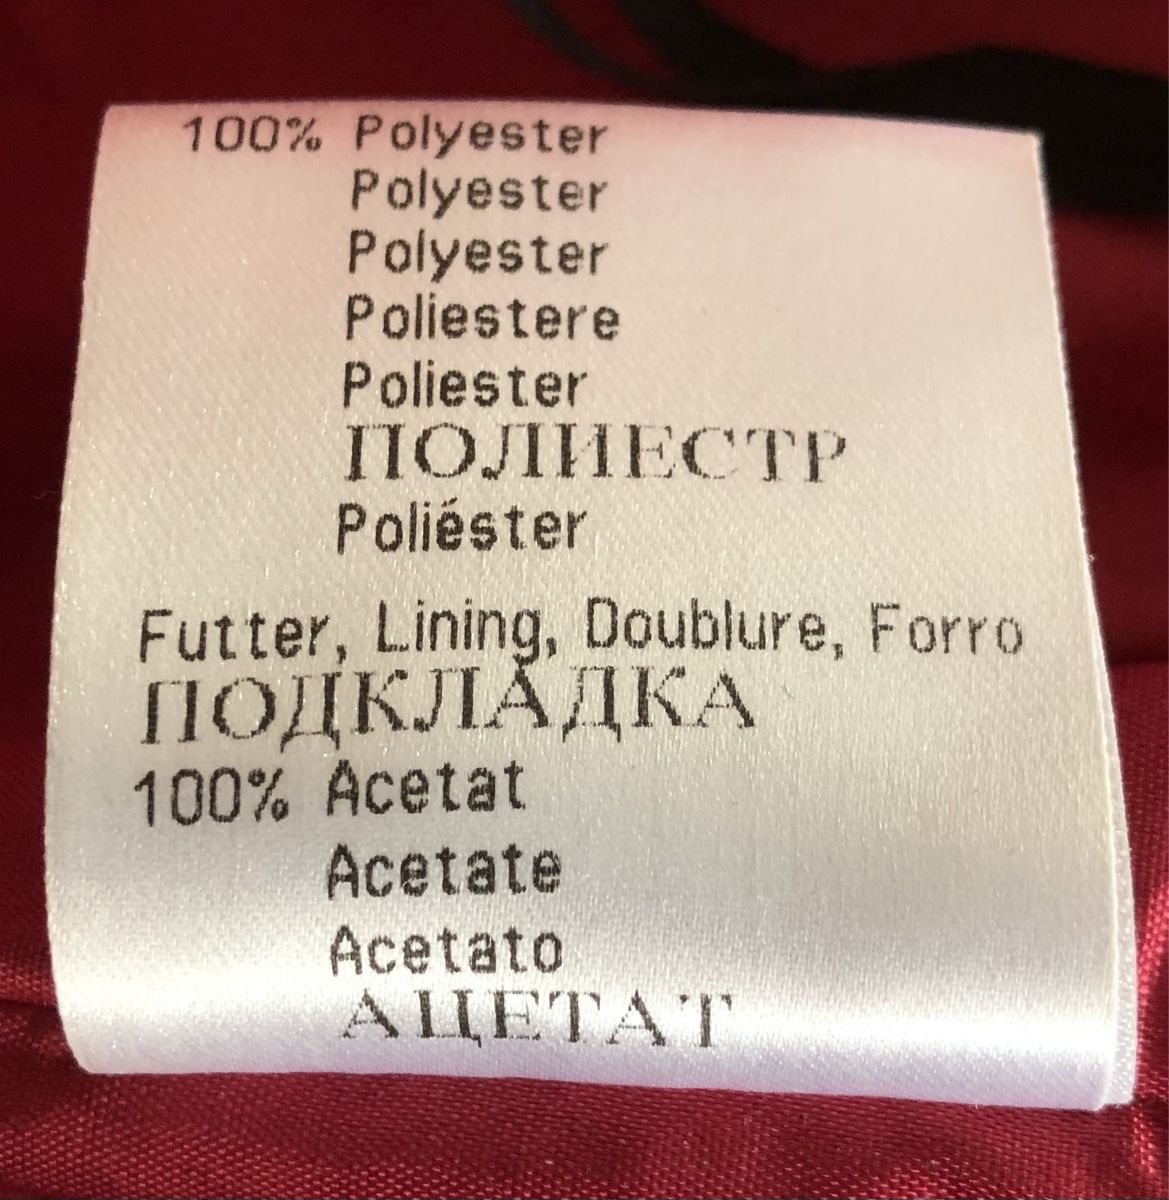 100% Polyester
Polyester
Polyester
Poliestere
Poliester
ПОЛИЕСТР
Poliéster
Futter, Lining, Doublure, Forro
ПОДКЛАДКА
100% Acetat
Acetate
Acetato
АЦЕТАТ